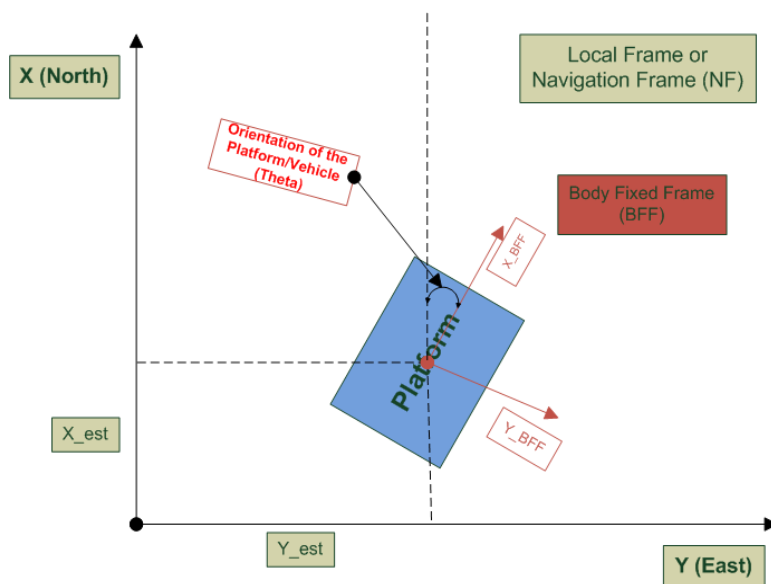 X (North)
Local Frame or
Navigation Frame (NF)
Orientation of the
Platform/Vehicle
(Theta)
Body Fixed Frame
(BFF)
X_BFF
Platform
Y_BFF
X_est
Y_est
Y (East)